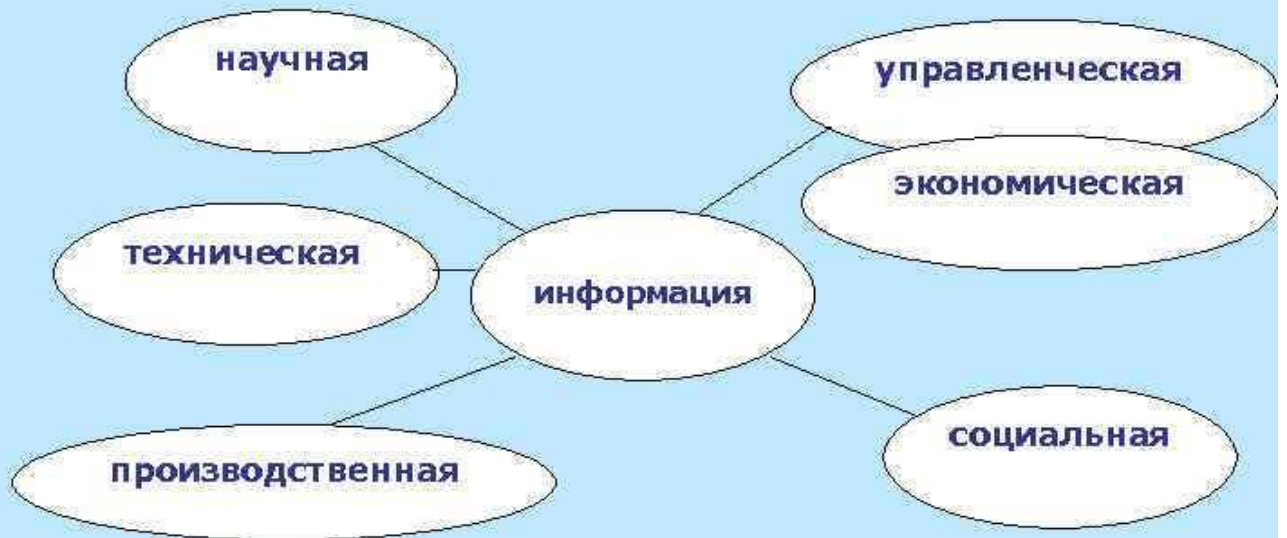 научная
управленческая
экономическая
техническая
информация
социальная
производственная